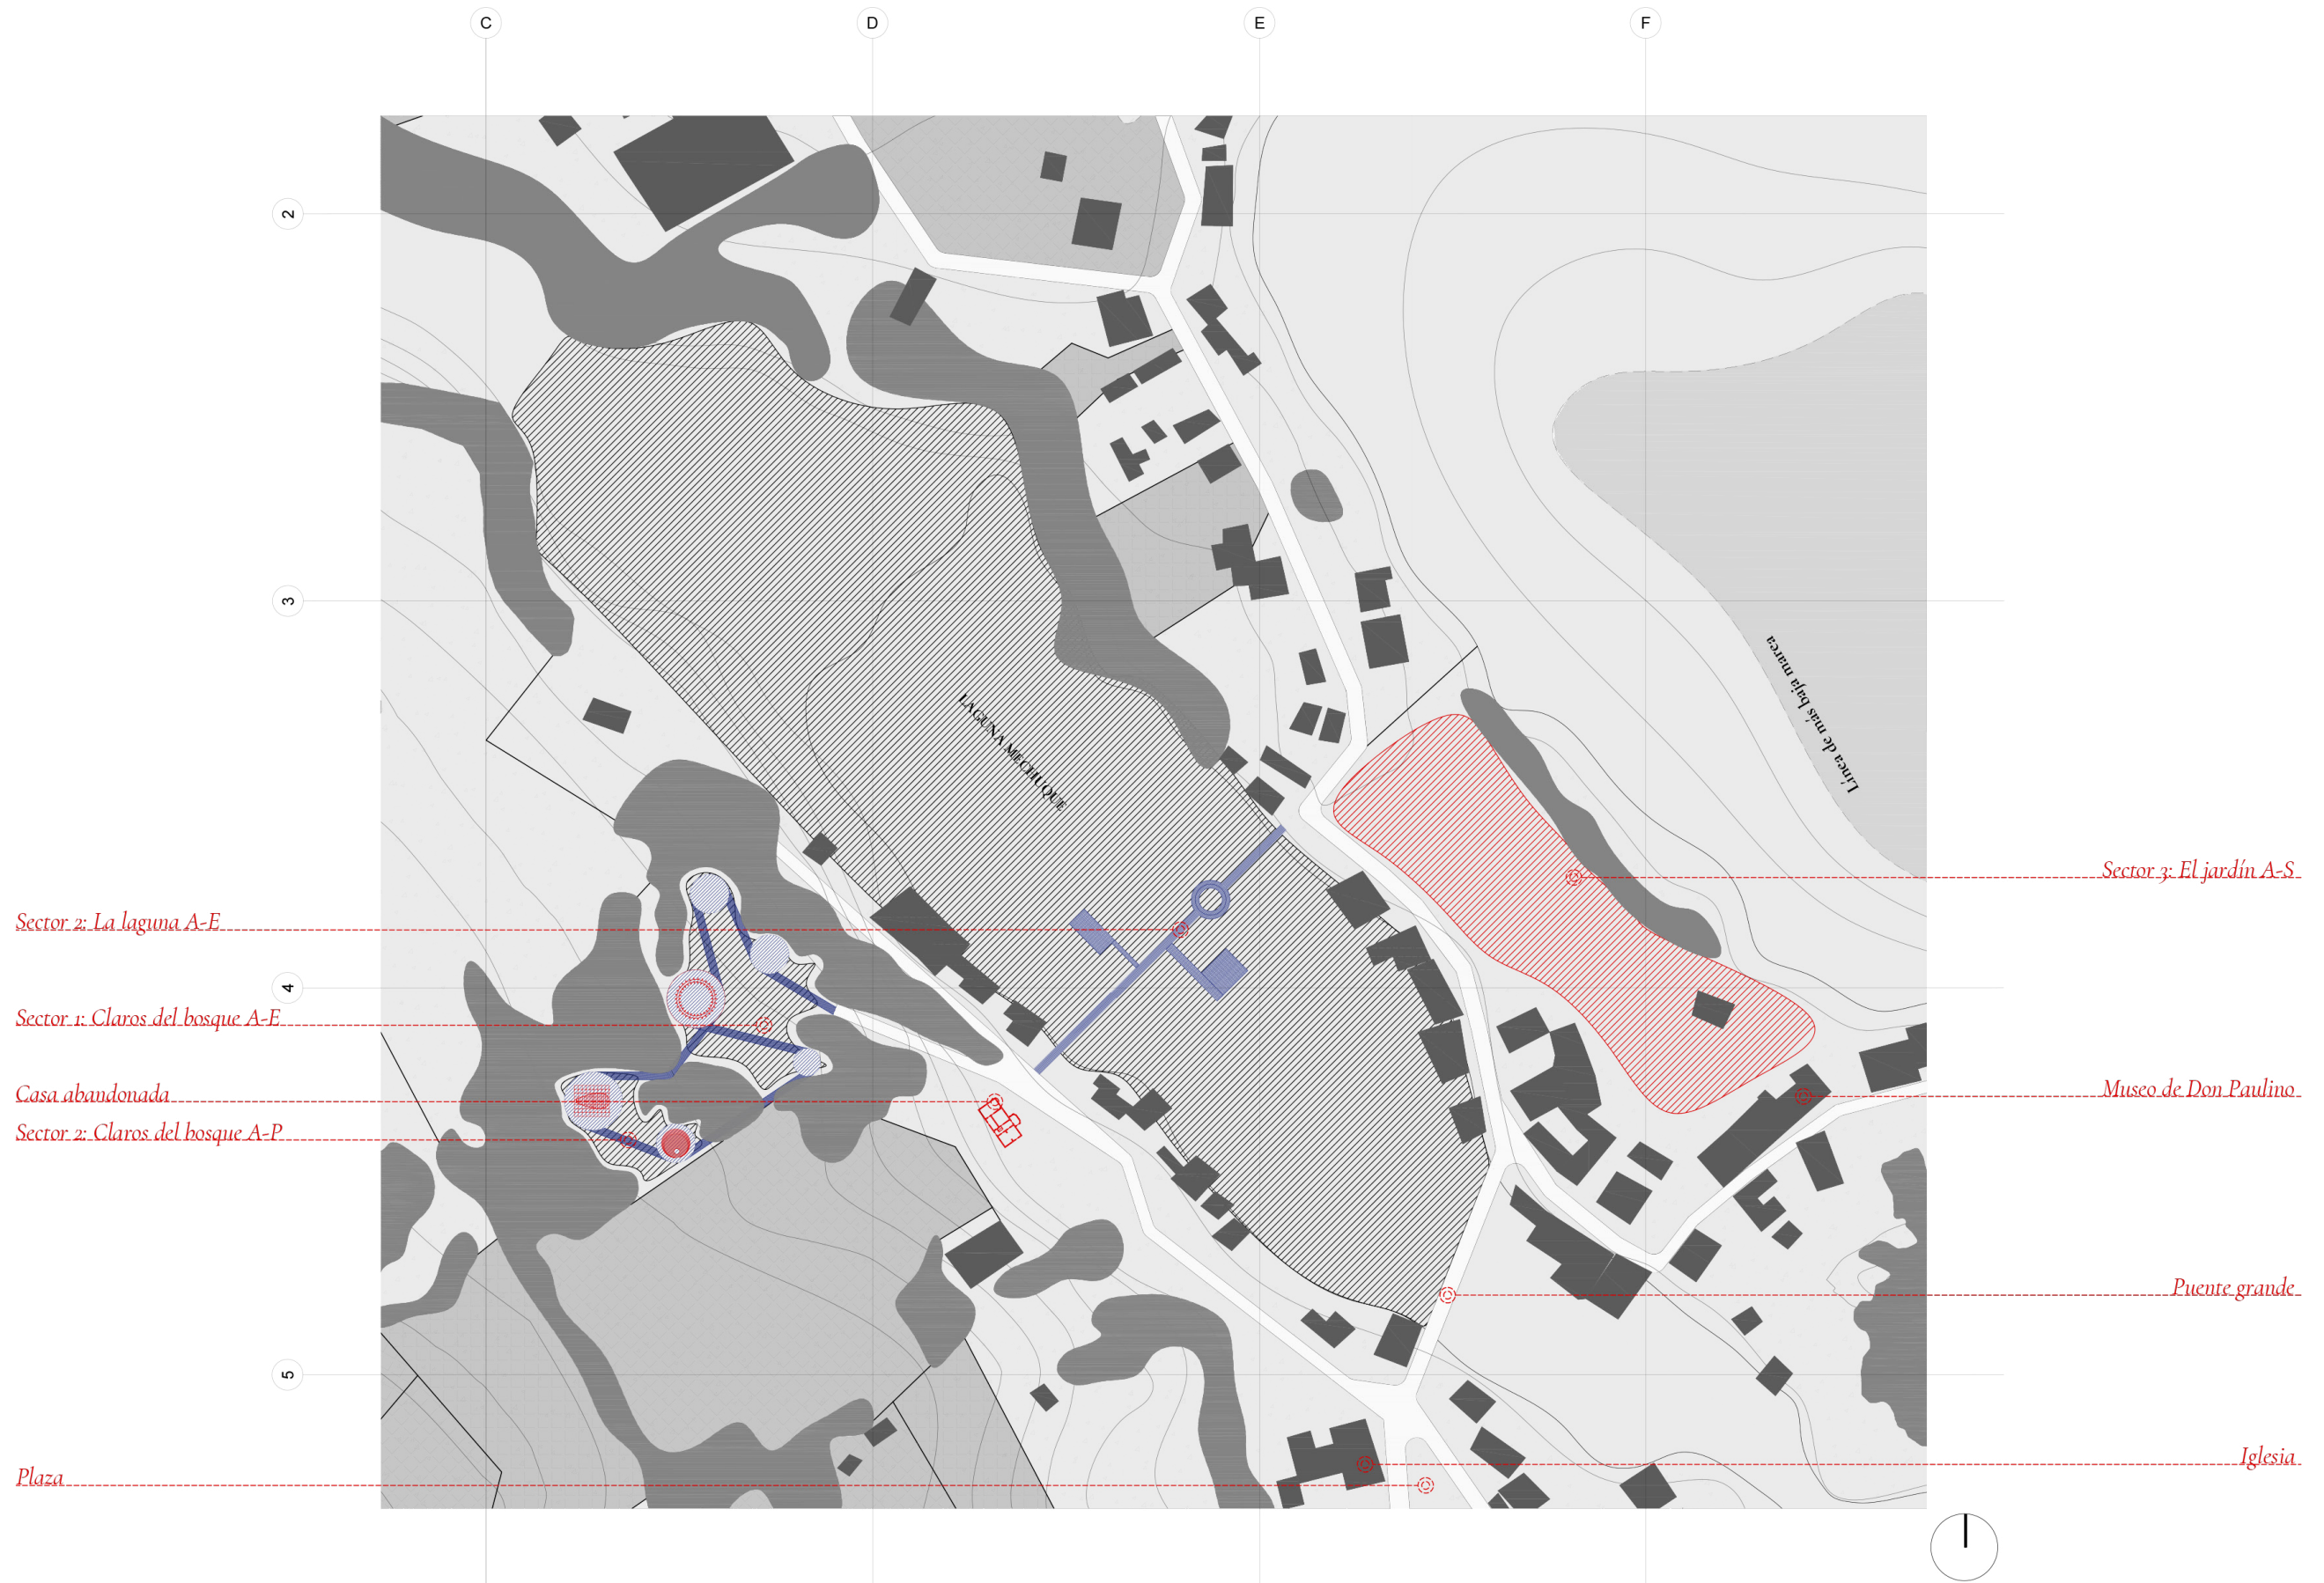 C D E F
2
3
4
5
LAGUNA MECHUQUE
Línea de más baja marea
Sector 2: La laguna A-E
Sector 1: Claros del bosque A-E
Casa abandonada
Sector 2: Claros del bosque A-P
Plaza
Sector 3: El jardín A-S
Museo de Don Paulino
Puente grande
Iglesia